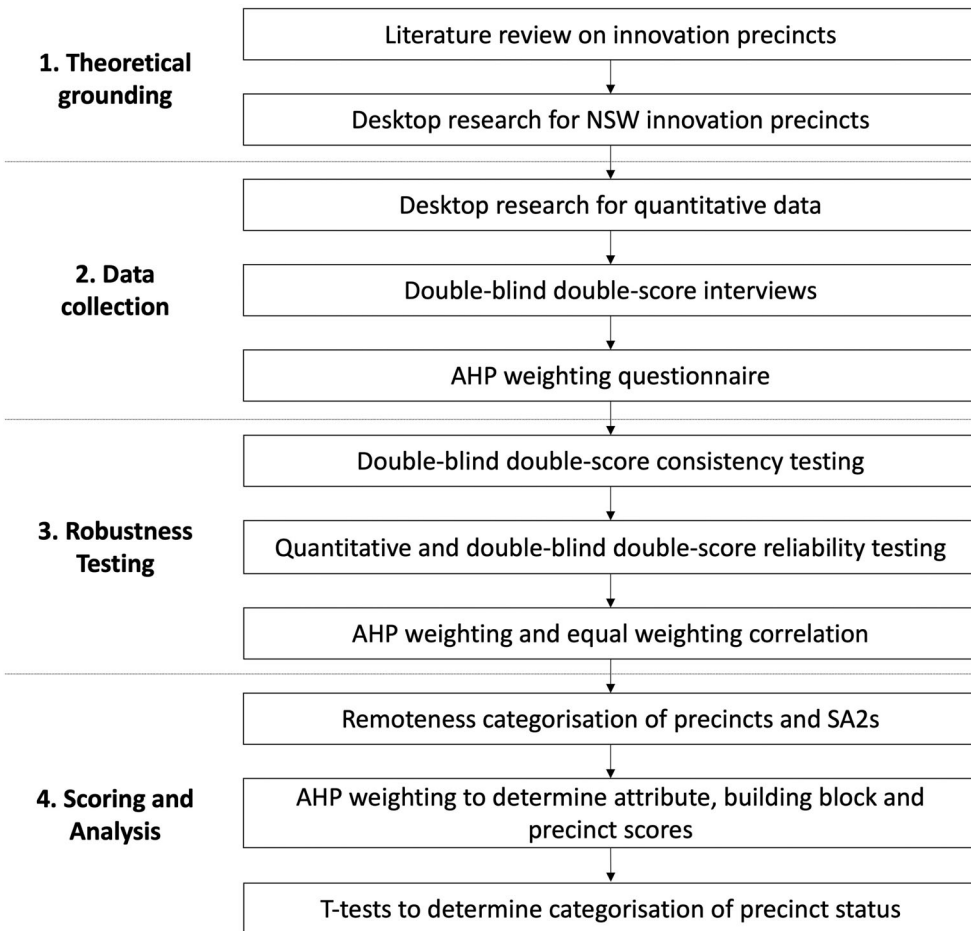 1. Theoretical
grounding
Literature review on innovation precincts
Desktop research for NSW innovation precincts
2. Data
collection
Desktop research for quantitative data
Double-blind double-score interviews
AHP weighting questionnaire
3. Robustness
Testing
Double-blind double-score consistency testing
Quantitative and double-blind double-score reliability testing
AHP weighting and equal weighting correlation
4. Scoring and
Analysis
Remoteness categorisation of precincts and SA2s
AHP weighting to determine attribute, building block and
precinct scores
T-tests to determine categorisation of precinct status